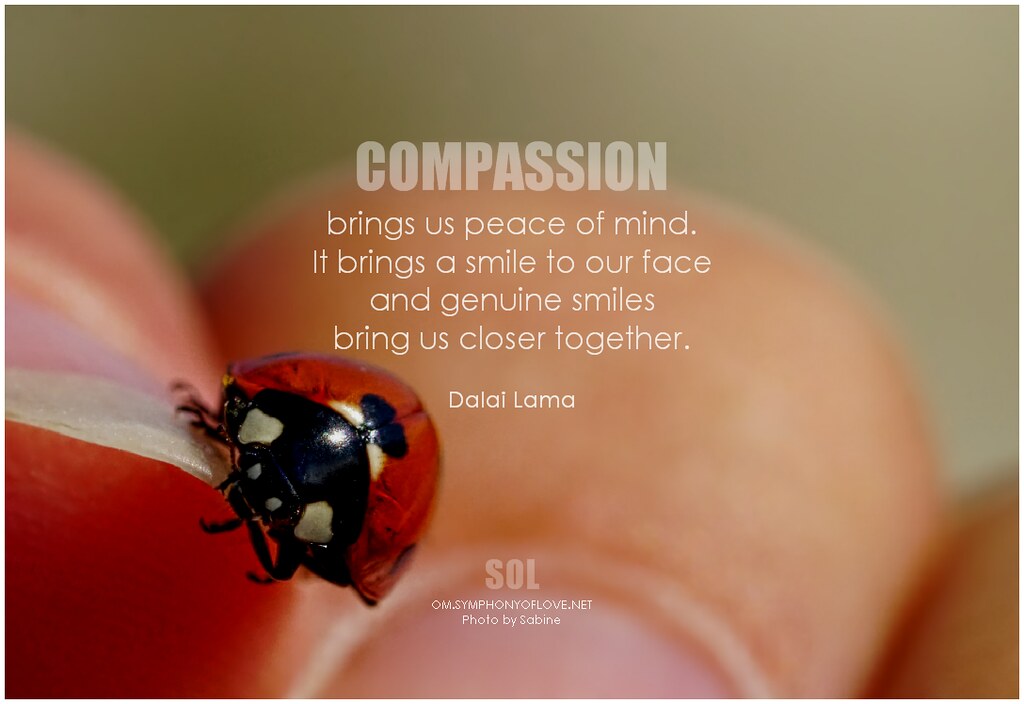 COMPASSION
brings us peace of mind.
It brings a smile to our face
and genuine smiles
bring us closer together.
Dalai Lama
SOL
OM.SYMPHONYOFLOVE.NET
Photo by Sabine